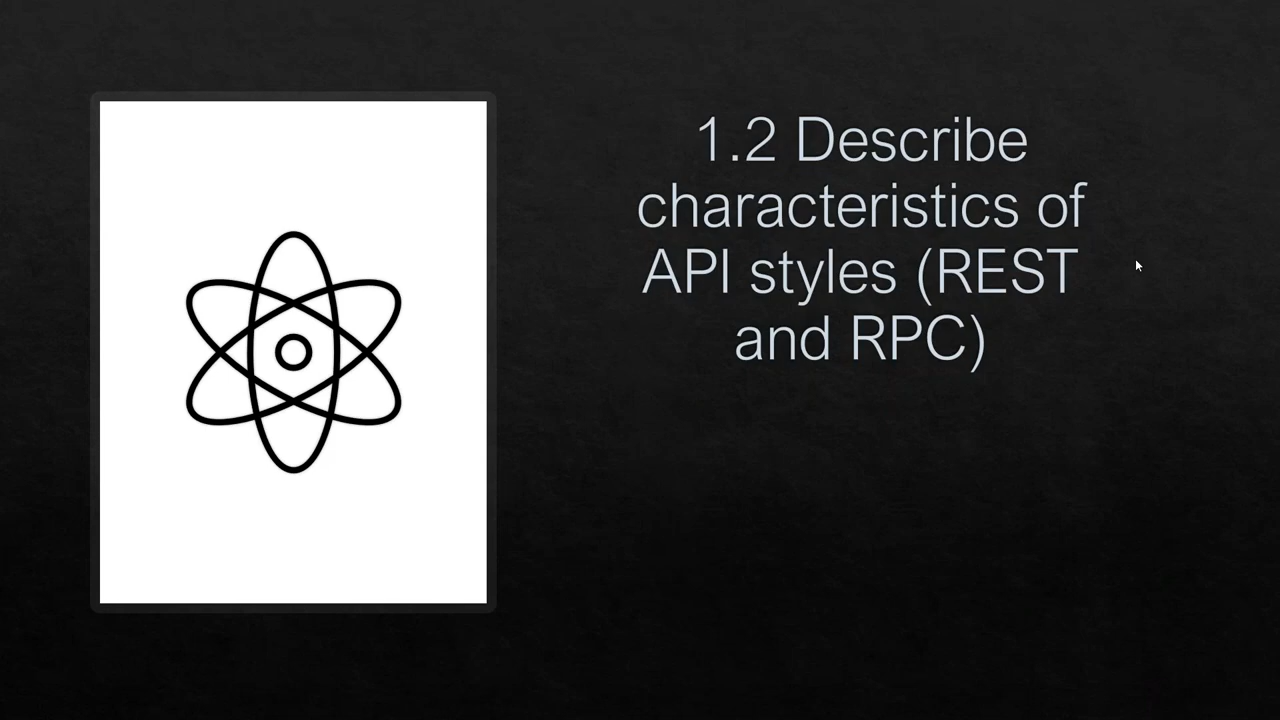 1.2 Describe
characteristics of
API styles (REST
and RPC)